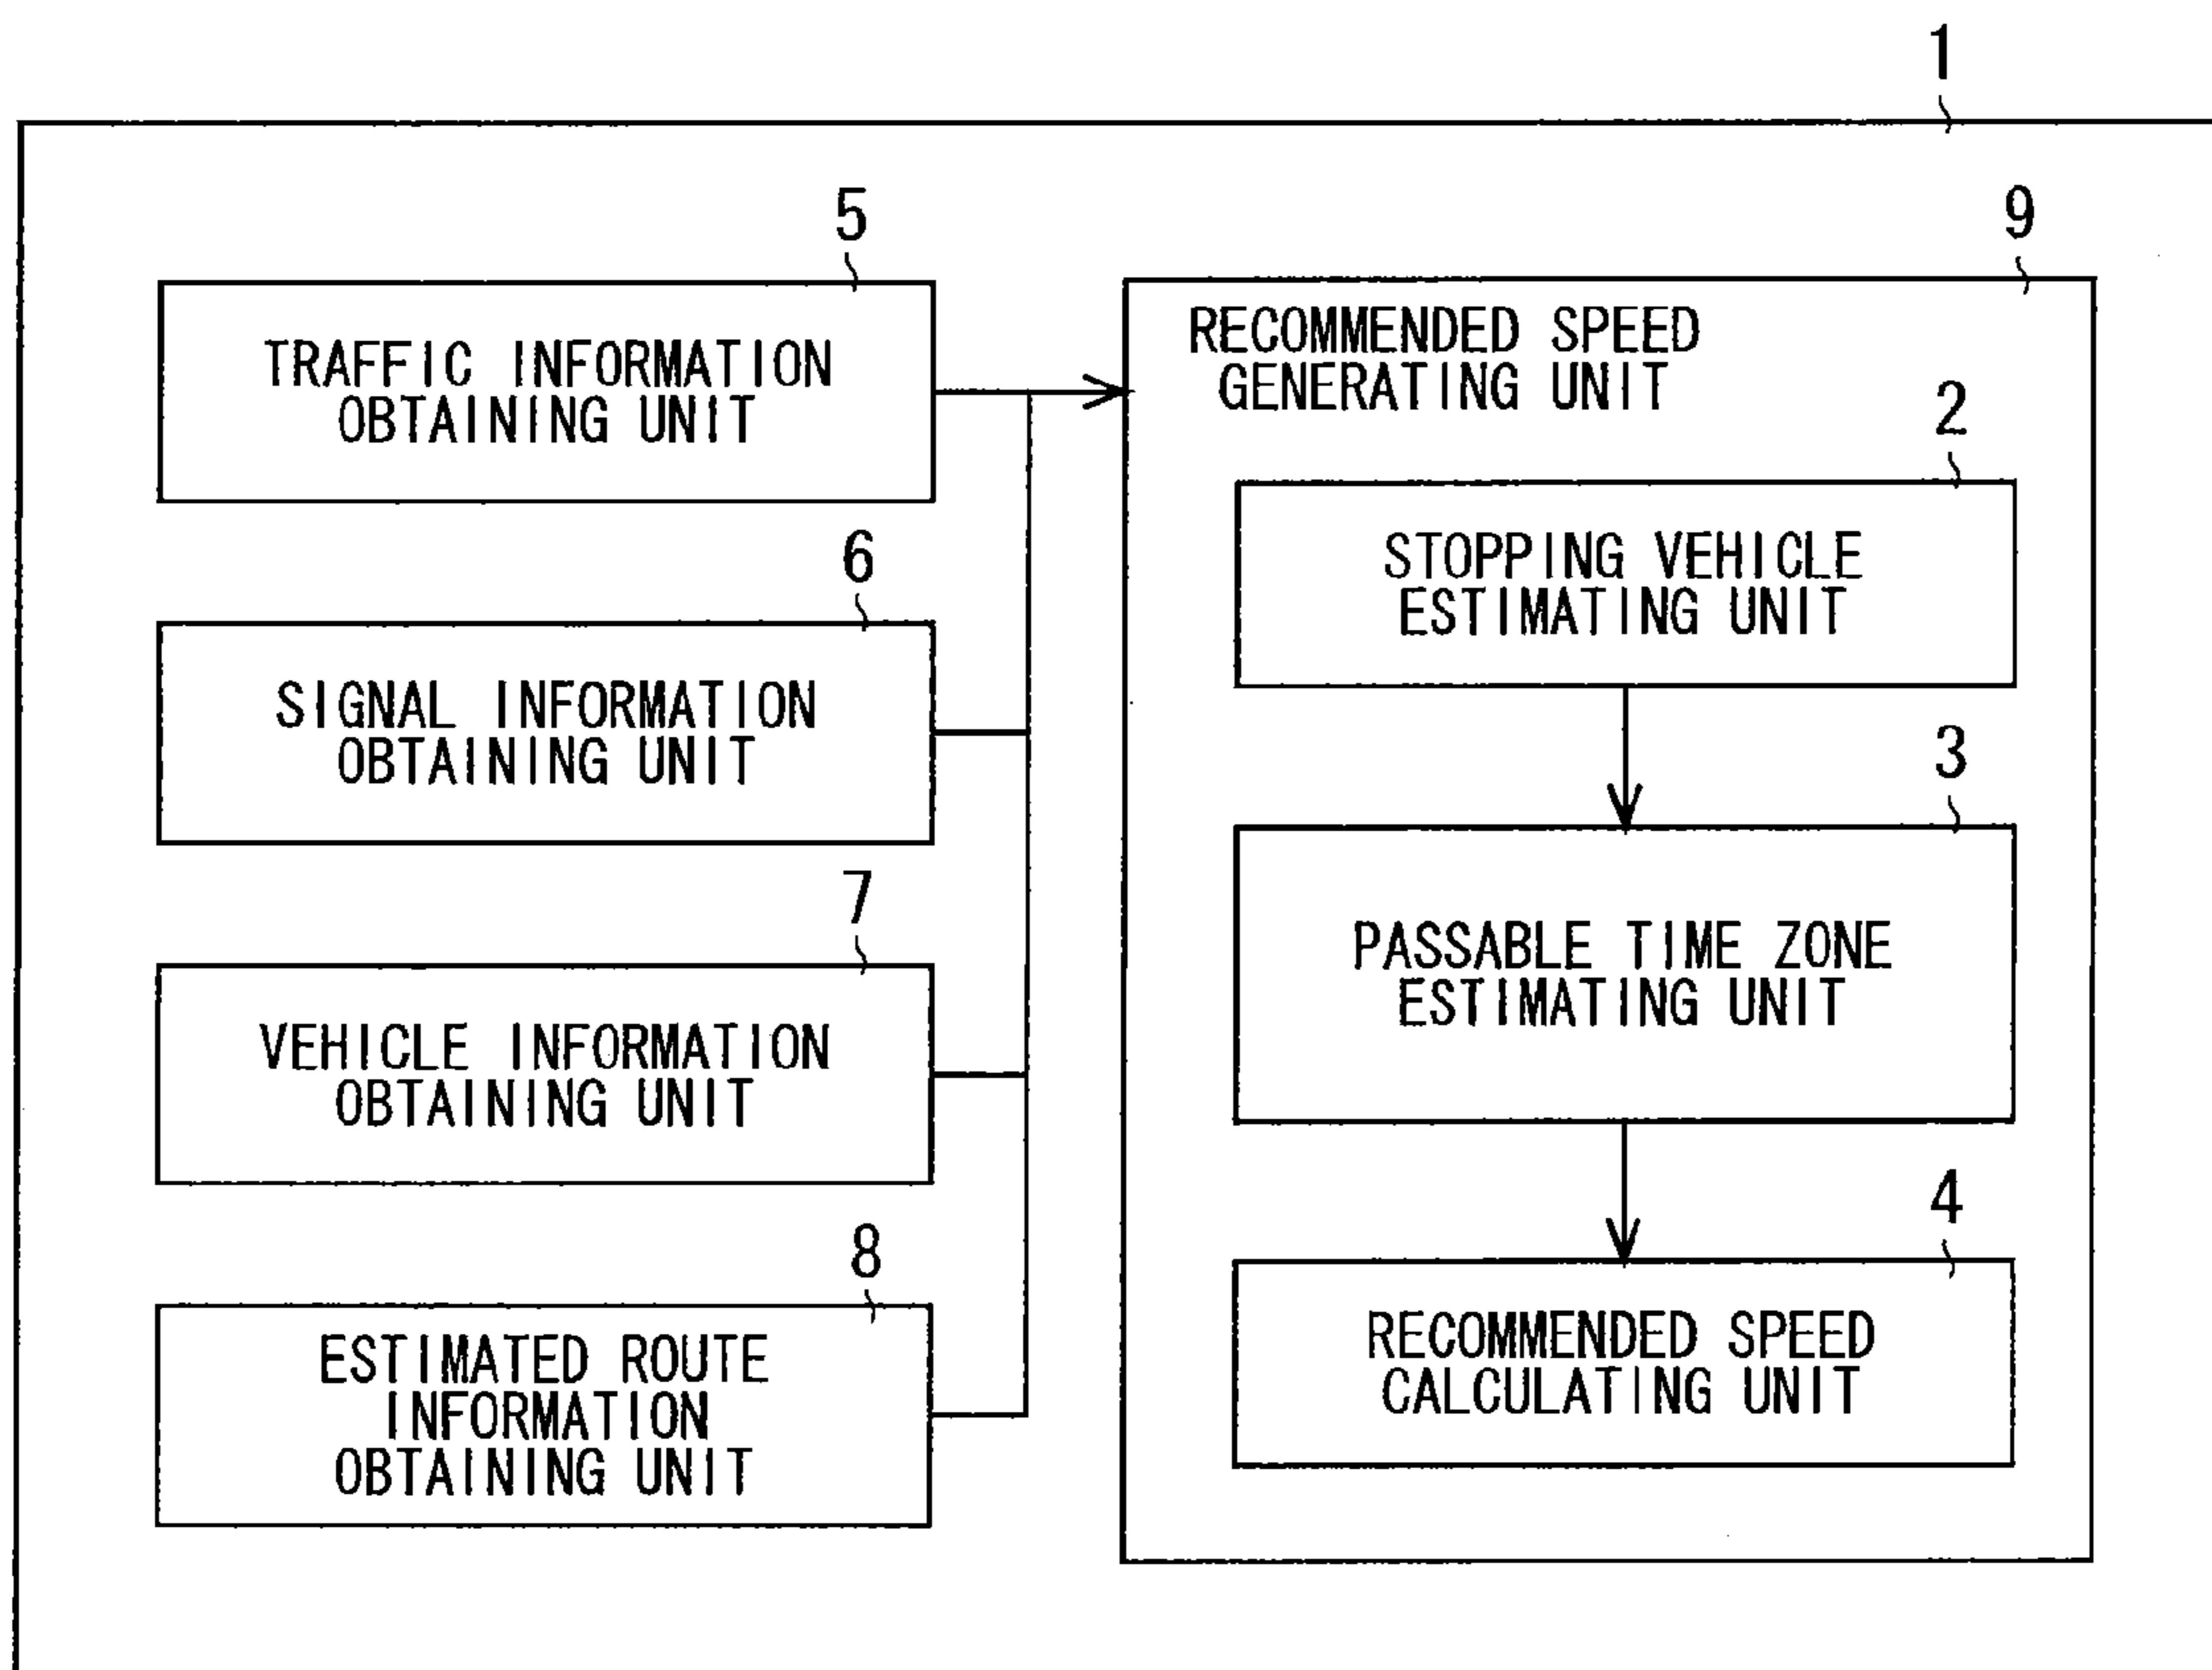 1
5
TRAFFIC INFORMATION
OBTAINING UNIT
6
SIGNAL INFORMATION
OBTAINING UNIT
7
VEHICLE INFORMATION
OBTAINING UNIT
8
ESTIMATED ROUTE
INFORMATION
OBTAINING UNIT
9
RECOMMENDED SPEED
GENERATING UNIT
2
STOPPING VEHICLE
ESTIMATING UNIT
3
PASSABLE TIME ZONE
ESTIMATING UNIT
4
RECOMMENDED SPEED
CALCULATING UNIT